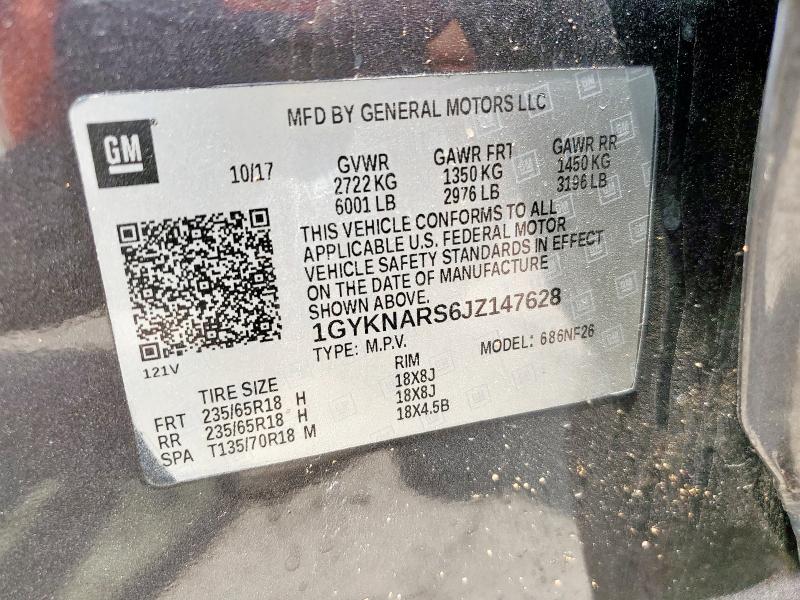 MFD BY GENERAL MOTORS LLC
GM
10/17
GVWR
2722 KG
6001 LB
GAWR FRT
1350 KG
2976 LB
GAWR RR
1450 KG
3196 LB
THIS VEHICLE CONFORMS TO ALL
APPLICABLE U.S. FEDERAL MOTOR
VEHICLE SAFETY STANDARDS IN EFFECT
ON THE DATE OF MANUFACTURE
SHOWN ABOVE.
1GYKNARS6JZ147628
TYPE: M.P.V.
MODEL: 686NF26
121V
TIRE SIZE RIM
FRT 235/65R18 H 18X8J
RR 235/65R18 H 18X8J
SPA T135/70R18 M 18X4.5B